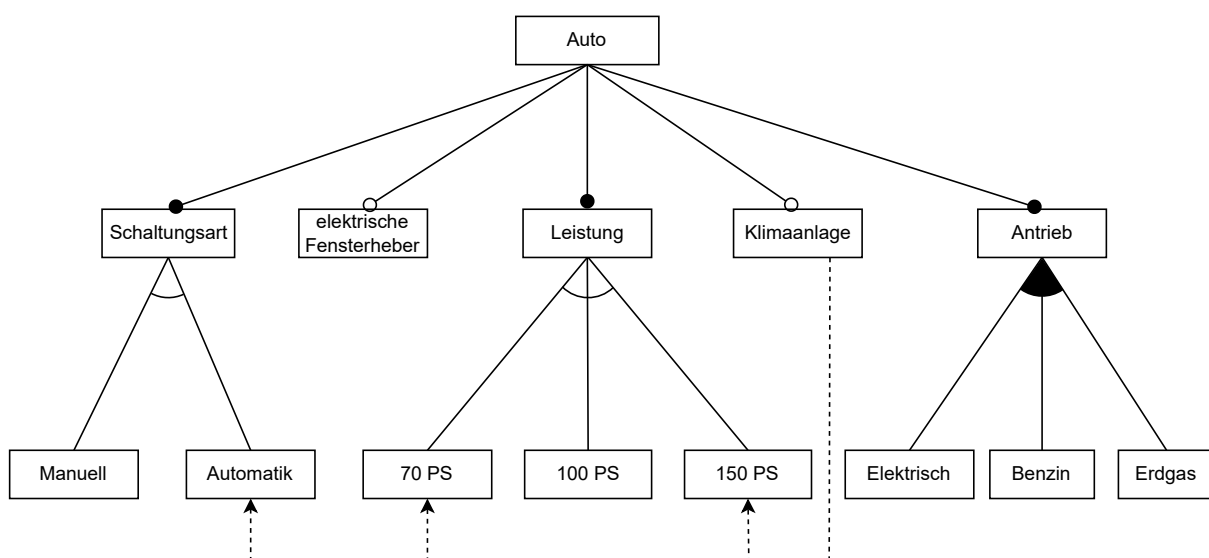 Auto
Schaltungsart
elektrische
Fensterheber
Leistung
Klimaanlage
Antrieb
Manuell
Automatik
70 PS
100 PS
150 PS
Elektrisch
Benzin
Erdgas